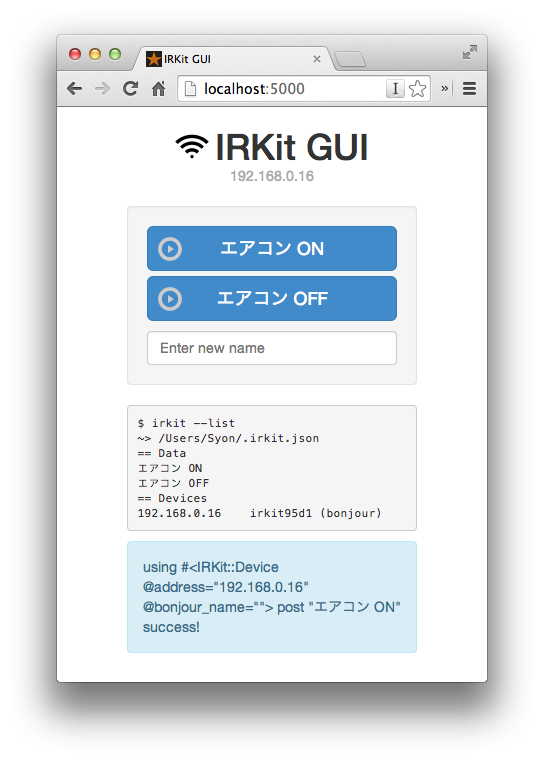 IRKit GUI
localhost:5000
»
IRKit GUI
192.168.0.16
エアコン ON
エアコン OFF
Enter new name
$ irkit --list
~> /Users/Syon/.irkit.json
== Data
エアコン ON
エアコン OFF
== Devices
192.168.0.16    irkit95d1 (bonjour)
using #<IRKit::Device
@address="192.168.0.16"
@bonjour_name=""> post "エアコン ON"
success!